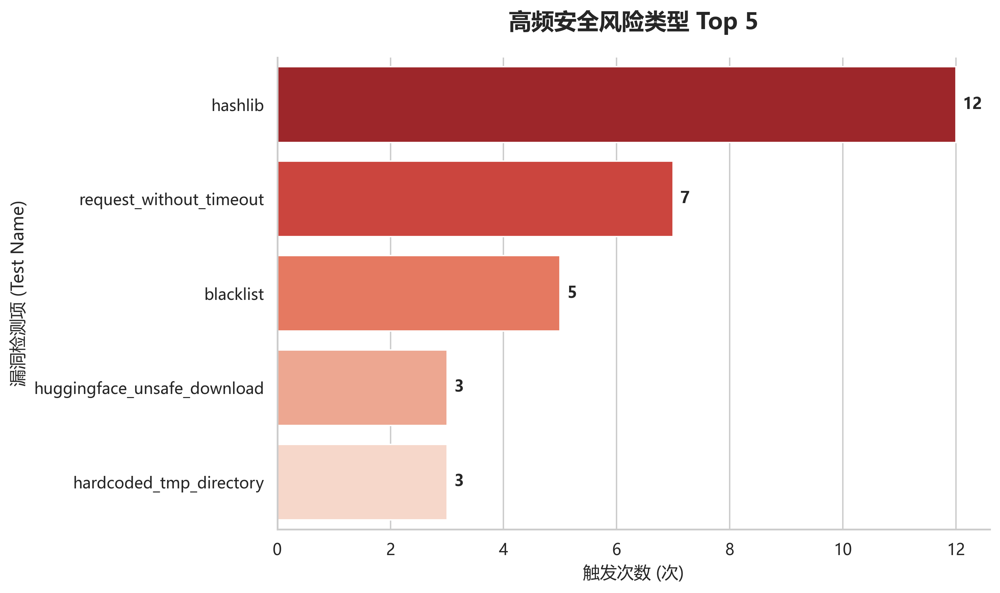 高频安全风险类型 Top 5
漏洞检测项 (Test Name)
hashlib
12
request_without_timeout
7
blacklist
5
huggingface_unsafe_download
3
hardcoded_tmp_directory
3
0 2 4 6 8 10 12
触发次数 (次)